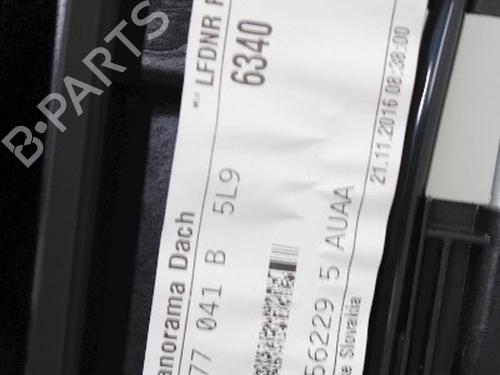 B-PARTS
LFDNR
6340
anorama Dach
77 041 B 5L9
56229 5 AUAA
21.11.2016 08:38:00
e Slovakia